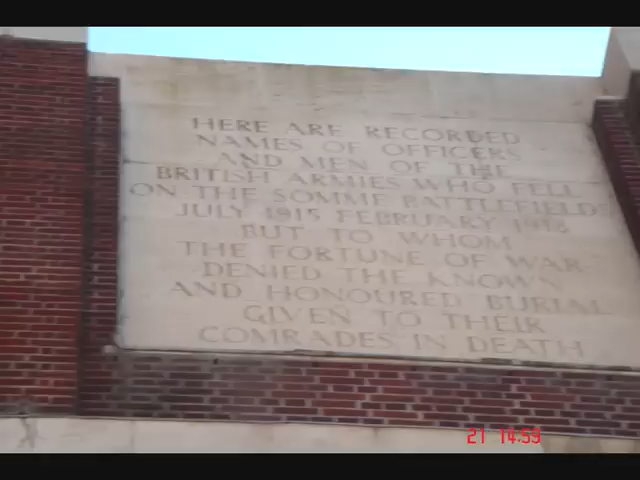 HERE ARE RECORDED
NAMES OF OFFICERS
AND MEN OF THE
BRITISH ARMIES WHO FELL
ON THE SOMME BATTLEFIELDS
JULY 1915 FEBRUARY 1918
BUT TO WHOM
THE FORTUNE OF WAR
DENIED THE KNOWN
AND HONOURED BURIAL
GIVEN TO THEIR
COMRADES IN DEATH
21 14:59